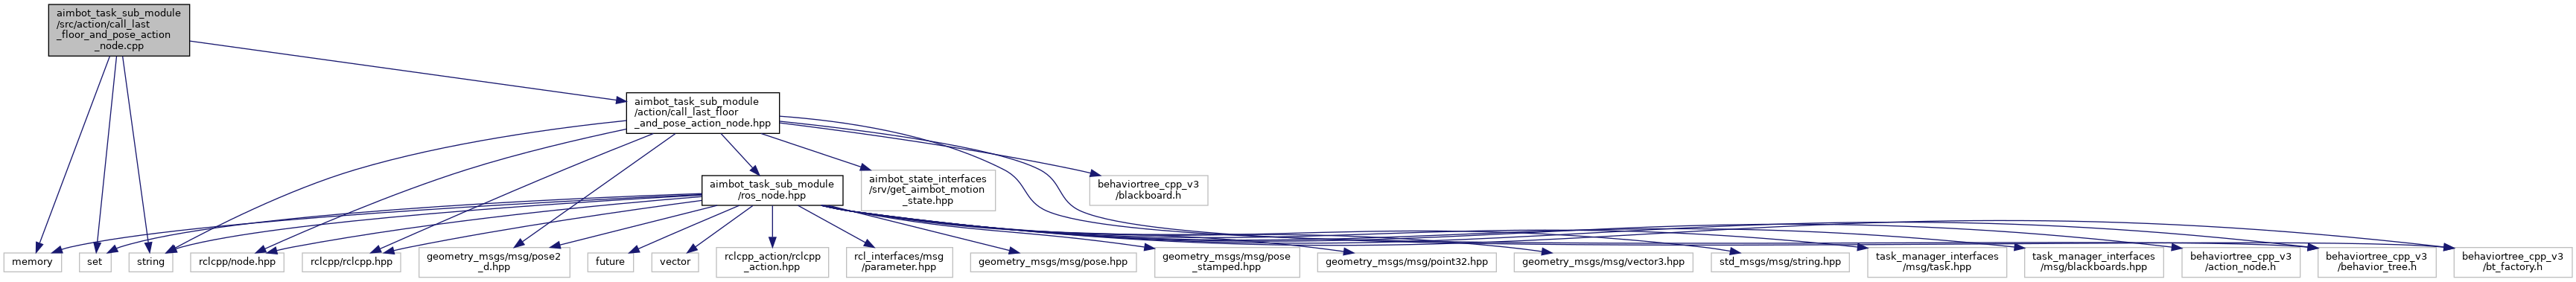 aimbot_task_sub_module
/src/action/call_last
_floor_and_pose_action
_node.cpp
aimbot_task_sub_module
/action/call_last_floor
_and_pose_action_node.hpp
aimbot_task_sub_module
/ros_node.hpp
aimbot_state_interfaces
/srv/get_aimbot_motion
_state.hpp
behaviortree_cpp_v3
/blackboard.h
memory
set
string
rclcpp/node.hpp
rclcpp/rclcpp.hpp
geometry_msgs/msg/pose2
_d.hpp
future
vector
rclcpp_action/rclcpp
_action.hpp
rcl_interfaces/msg
/parameter.hpp
geometry_msgs/msg/pose.hpp
geometry_msgs/msg/pose
_stamped.hpp
geometry_msgs/msg/point32.hpp
geometry_msgs/msg/vector3.hpp
std_msgs/msg/string.hpp
task_manager_interfaces
/msg/task.hpp
task_manager_interfaces
/msg/blackboards.hpp
behaviortree_cpp_v3
/action_node.h
behaviortree_cpp_v3
/behavior_tree.h
behaviortree_cpp_v3
/bt_factory.h